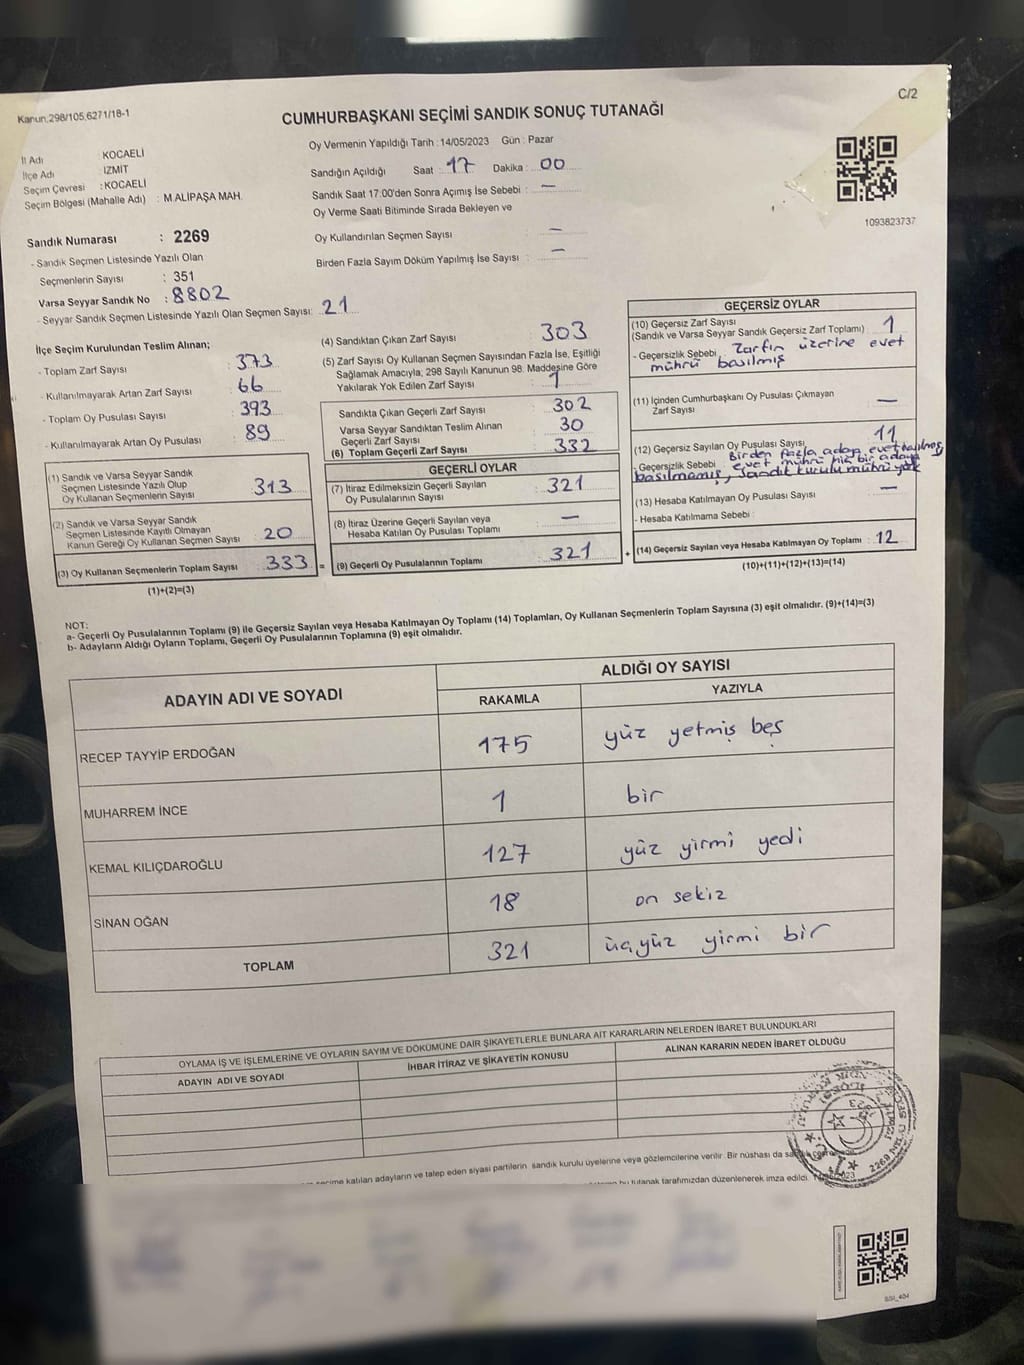 Kanun,298/105,6271/18-1
C/2
CUMHURBAŞKANI SEÇİMİ SANDIK SONUÇ TUTANAĞI
Oy Vermenin Yapıldığı Tarih :14/05/2023 Gün : Pazar
İl Adı : KOCAELİ
İlçe Adı : İZMİT
Seçim Çevresi : KOCAELİ
Seçim Bölgesi (Mahalle Adı) : M.ALİPAŞA MAH.
Sandığın Açıldığı Saat : 17 Dakika : 00
Sandık Saat 17:00'den Sonra Açımış İse Sebebi : —
Oy Verme Saati Bitiminde Sırada Bekleyen ve
Oy Kullandırılan Seçmen Sayısı : —
Birden Fazla Sayım Döküm Yapılmış İse Sayısı : —
1093823737
Sandık Numarası : 2269
- Sandık Seçmen Listesinde Yazılı Olan
Seçmenlerin Sayısı : 351
Varsa Seyyar Sandık No : 8802
- Seyyar Sandık Seçmen Listesinde Yazılı Olan Seçmen Sayısı: 21
İlçe Seçim Kurulundan Teslim Alınan;
- Toplam Zarf Sayısı : 373
- Kullanılmayarak Artan Zarf Sayısı : 66
- Toplam Oy Pusulası Sayısı : 393
- Kullanılmayarak Artan Oy Pusulası : 89
(1) Sandık ve Varsa Seyyar Sandık
Seçmen Listesinde Yazılı Olup
Oy Kullanan Seçmenlerin Sayısı : 313
(2) Sandık ve Varsa Seyyar Sandık
Seçmen Listesinde Kayıtlı Olmayan
Kanun Gereği Oy Kullanan Seçmen Sayısı : 20
(3) Oy Kullanan Seçmenlerin Toplam Sayısı : 333 =
(1)+(2)=(3)
(4) Sandıktan Çıkan Zarf Sayısı : 303
(5) Zarf Sayısı Oy Kullanan Seçmen Sayısından Fazla İse, Eşitliği
Sağlamak Amacıyla, 298 Sayılı Kanunun 98. Maddesine Göre
Yakılarak Yok Edilen Zarf Sayısı : 1
Sandıkta Çıkan Geçerli Zarf Sayısı : 302
Varsa Seyyar Sandıktan Teslim Alınan
Geçerli Zarf Sayısı : 30
(6) Toplam Geçerli Zarf Sayısı : 332
GEÇERLİ OYLAR
(7) İtiraz Edilmeksizin Geçerli Sayılan
Oy Pusulalarının Sayısı : 321
(8) İtiraz Üzerine Geçerli Sayılan veya
Hesaba Katılan Oy Pusulası Toplamı : —
(9) Geçerli Oy Pusulalarının Toplamı : 321 +
GEÇERSİZ OYLAR
(10) Geçersiz Zarf Sayısı
(Sandık ve Varsa Seyyar Sandık Geçersiz Zarf Toplamı) : 1
- Geçersizlik Sebebi : Zarfın üzerine evet
mührü basılmış
(11) İçinden Cumhurbaşkanı Oy Pusulası Çıkmayan
Zarf Sayısı : —
(12) Geçersiz Sayılan Oy Pusulası Sayısı : 11
- Geçersizlik Sebebi : Birden fazla adaya evet
evet mührü hiç bir adaya
basılmamış, Sandık kurulu mührü yok
(13) Hesaba Katılmayan Oy Pusulası Sayısı : —
- Hesaba Katılmama Sebebi :
(14) Geçersiz Sayılan veya Hesaba Katılmayan Oy Toplamı : 12
(10)+(11)+(12)+(13)=(14)
NOT:
a- Geçerli Oy Pusulalarının Toplamı (9) ile Geçersiz Sayılan veya Hesaba Katılmayan Oy Toplamı (14) Toplamları, Oy Kullanan Seçmenlerin Toplam Sayısına (3) eşit olmalıdır. (9)+(14)=(3)
b- Adayların Aldığı Oyların Toplamı, Geçerli Oy Pusulalarının Toplamına (9) eşit olmalıdır.
ADAYIN ADI VE SOYADI
ALDIĞI OY SAYISI
RAKAMLA YAZIYLA
RECEP TAYYİP ERDOĞAN 175 yüz yetmiş beş
MUHARREM İNCE 1 bir
KEMAL KILIÇDAROĞLU 127 yüz yirmi yedi
SİNAN OĞAN 18 on sekiz
TOPLAM 321 üçyüz yirmi bir
OYLAMA İŞ VE İŞLEMLERİNE VE OYLARIN SAYIM VE DÖKÜMÜNE DAİR ŞİKAYETLERLE BUNLARA AİT KARARLARIN NELERDEN İBARET BULUNDUKLARI
ADAYIN ADI VE SOYADI İHBAR İTİRAZ VE ŞİKAYETİN KONUSU ALINAN KARARIN NEDEN İBARET OLDUĞU
seçime katılan adayların ve talep eden siyasi partilerin sandık kurulu üyelerine veya gözlemcilerine verilir. Bir nüshası da
bu tutanak tarafımızdan düzenlenerek imza edildi.
2269 NOLU